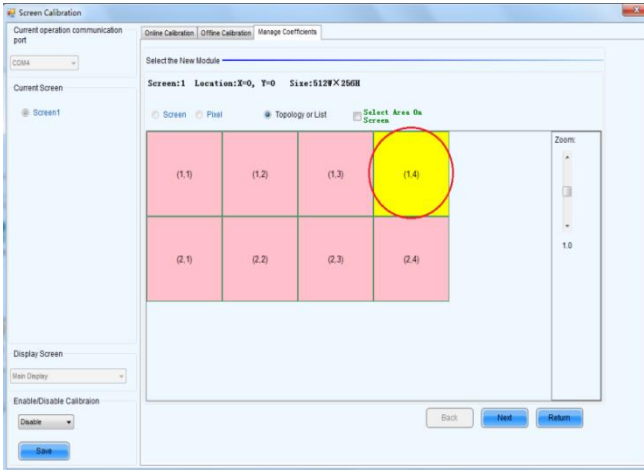 Screen Calibration
Current operation communication
port
COM4
Current Screen
Screen1
Display Screen
Main Display
Enable/Disable Calibraion
Disable
Save
Online Calibration Offline Calibration Manage Coefficients
Select the New Module
Screen:1 Location:X=0, Y=0 Size:512W×256H
Screen Pixel Topology or List Select Area On
Screen
(1,1) (1,2) (1,3) (1,4)
(2,1) (2,2) (2,3) (2,4)
Zoom:
1.0
Back Next Return